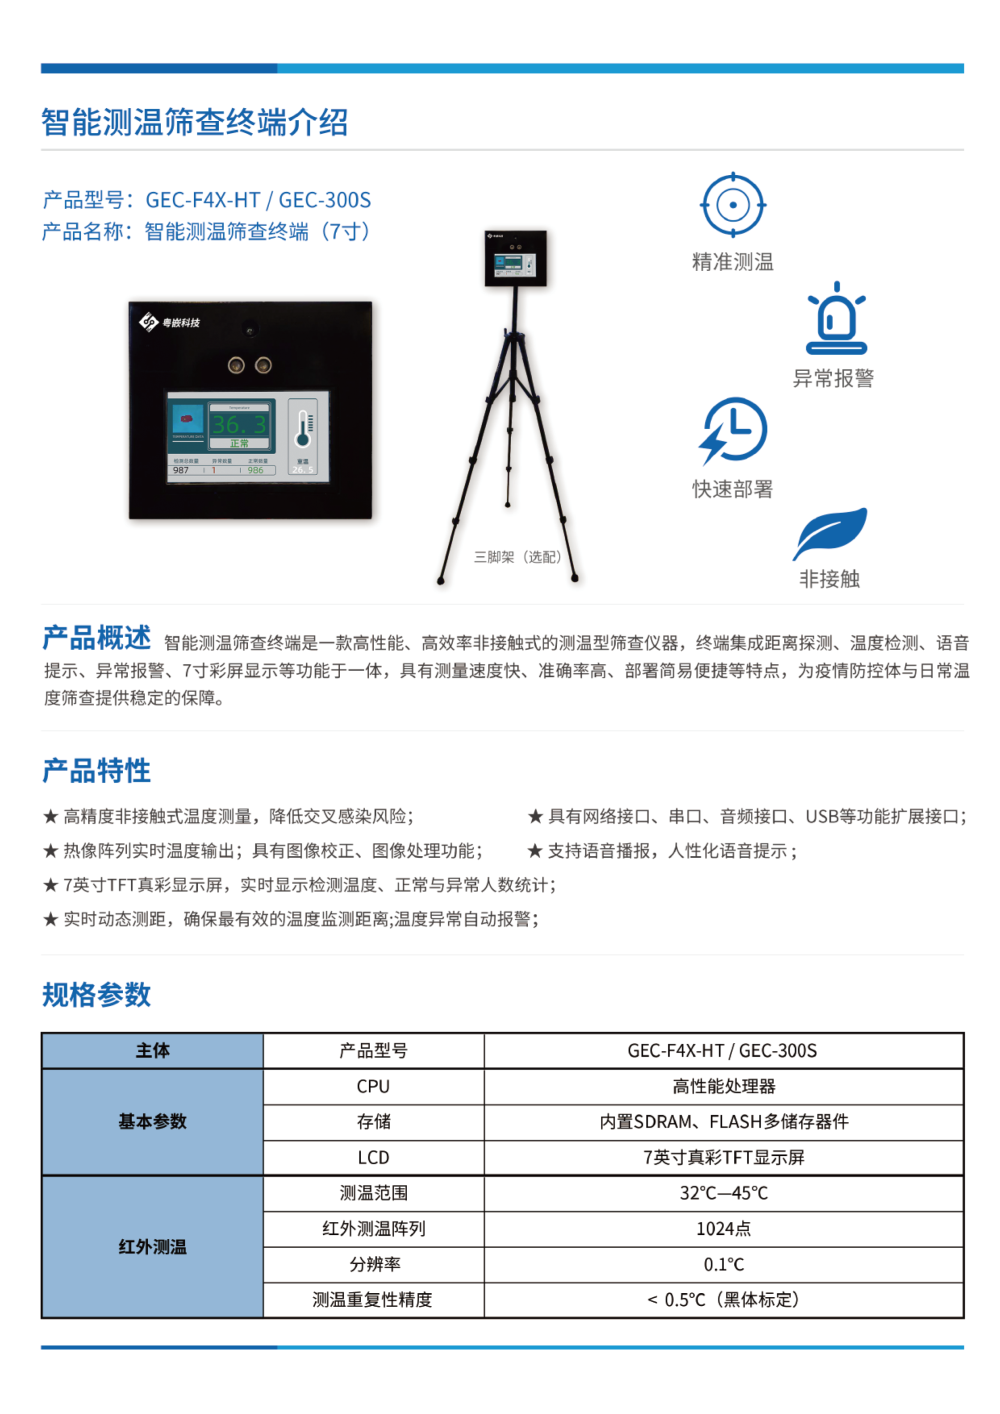 智能测温筛查终端介绍
产品型号：GEC-F4X-HT / GEC-300S
产品名称：智能测温筛查终端（7寸）
精准测温
异常报警
快速部署
非接触
粤嵌科技
Temperature
36.3
正常
检测总数量 异常数量 正常数量
987 1 986
室温
26.5
三脚架（选配）
产品概述 智能测温筛查终端是一款高性能、高效率非接触式的测温型筛查仪器，终端集成距离探测、温度检测、语音
提示、异常报警、7寸彩屏显示等功能于一体，具有测量速度快、准确率高、部署简易便捷等特点，为疫情防控体与日常温
度筛查提供稳定的保障。
产品特性
★ 高精度非接触式温度测量，降低交叉感染风险；
★ 具有网络接口、串口、音频接口、USB等功能扩展接口；
★ 热像阵列实时温度输出；具有图像校正、图像处理功能；
★ 支持语音播报，人性化语音提示；
★ 7英寸TFT真彩显示屏，实时显示检测温度、正常与异常人数统计；
★ 实时动态测距，确保最有效的温度监测距离;温度异常自动报警；
规格参数
主体 产品型号 GEC-F4X-HT / GEC-300S
基本参数 CPU 高性能处理器
存储 内置SDRAM、FLASH多储存器件
LCD 7英寸真彩TFT显示屏
红外测温 测温范围 32℃—45℃
红外测温阵列 1024点
分辨率 0.1℃
测温重复性精度 < 0.5℃（黑体标定）